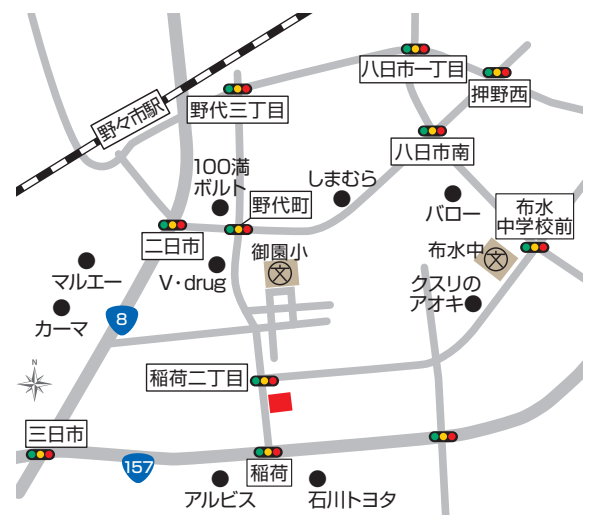 八日市一丁目
押野西
野々市駅
野代三丁目
八日市南
100満
ボルト
しまむら
野代町
バロー
布水
中学校前
二日市
御園小
文
布水中
文
マルエー
V・drug
クスリの
アオキ
カーマ
8
N
稲荷二丁目
三日市
157
稲荷
アルビス
石川トヨタ